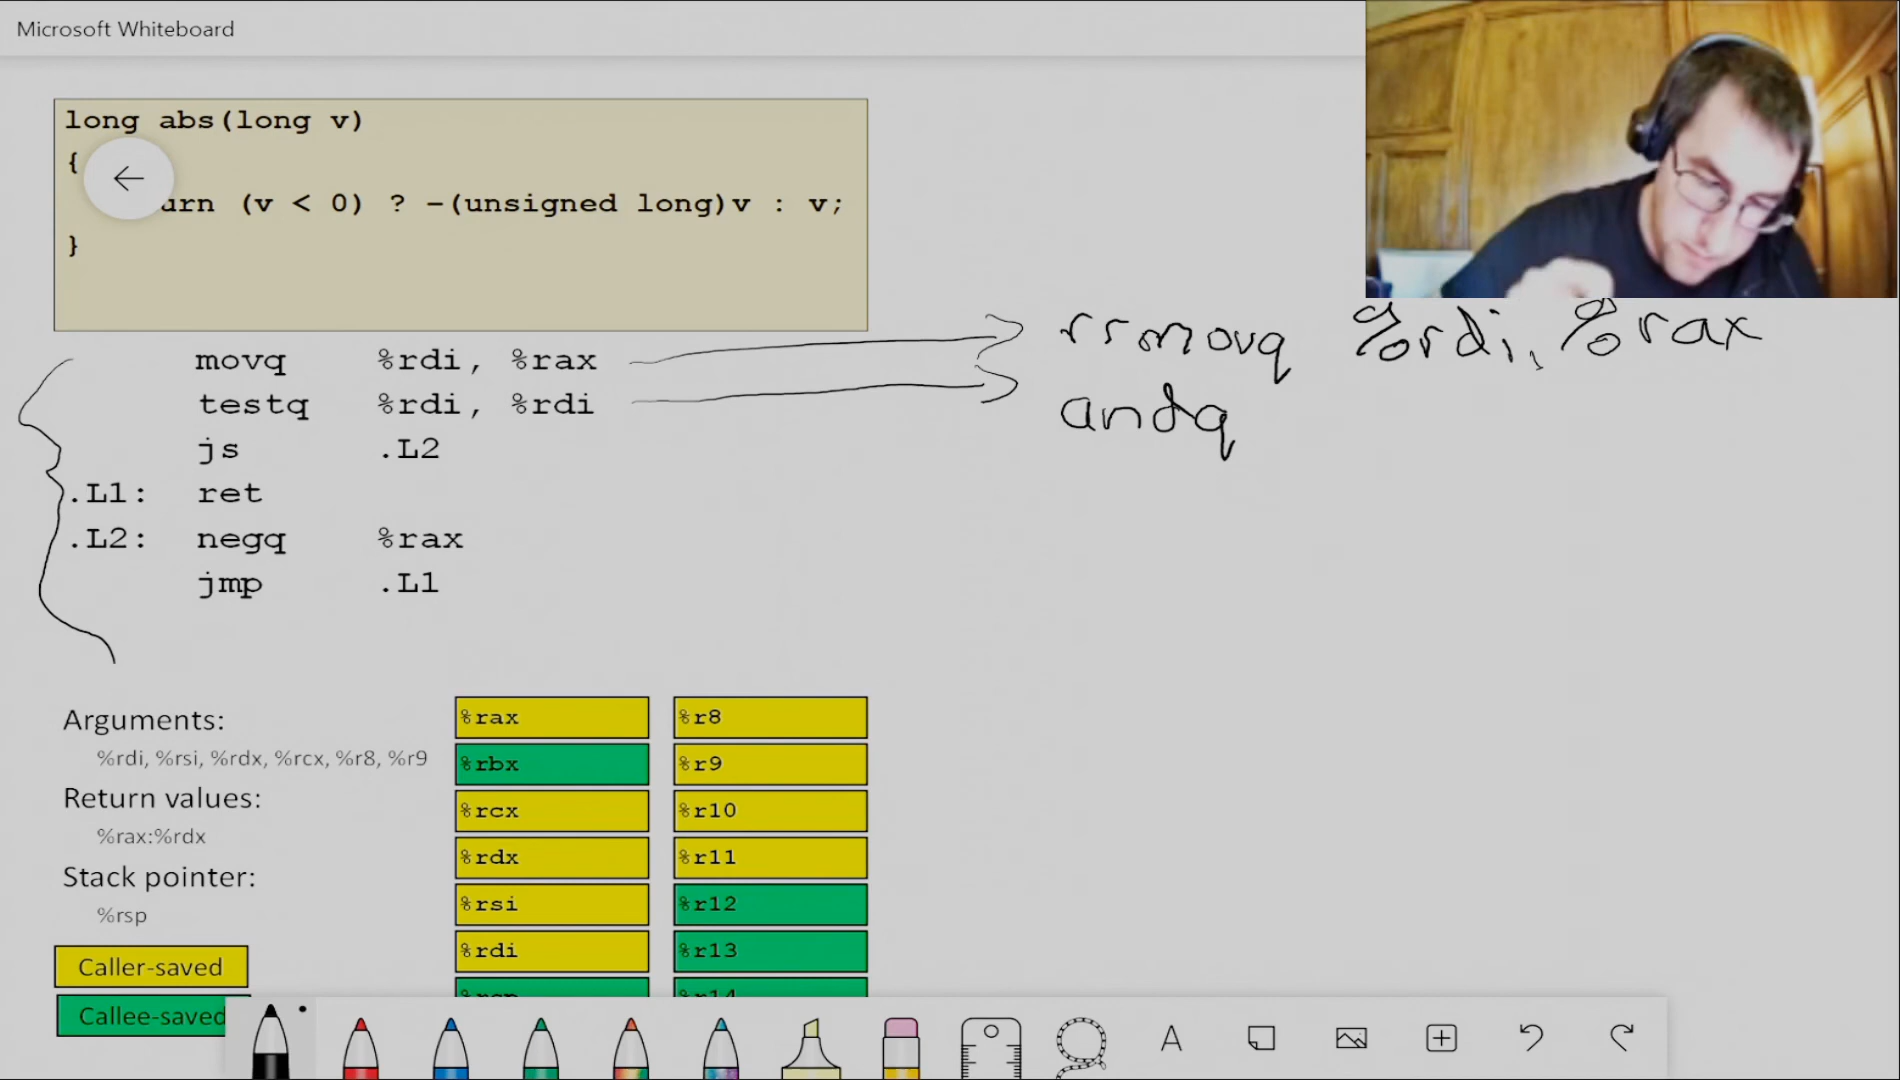 Microsoft Whiteboard
long abs(long v)
{
urn (v < 0) ? -(unsigned long)v : v;
}
movq %rdi, %rax
testq %rdi, %rdi
js .L2
.L1: ret
.L2: negq %rax
jmp .L1
rrmovq %rdi, %rax
andq
Arguments:
%rdi, %rsi, %rdx, %rcx, %r8, %r9
Return values:
%rax:%rdx
Stack pointer:
%rsp
Caller-saved
Callee-saved
%rax %r8
%rbx %r9
%rcx %r10
%rdx %r11
%rsi %r12
%rdi %r13
%rsp %r14
A